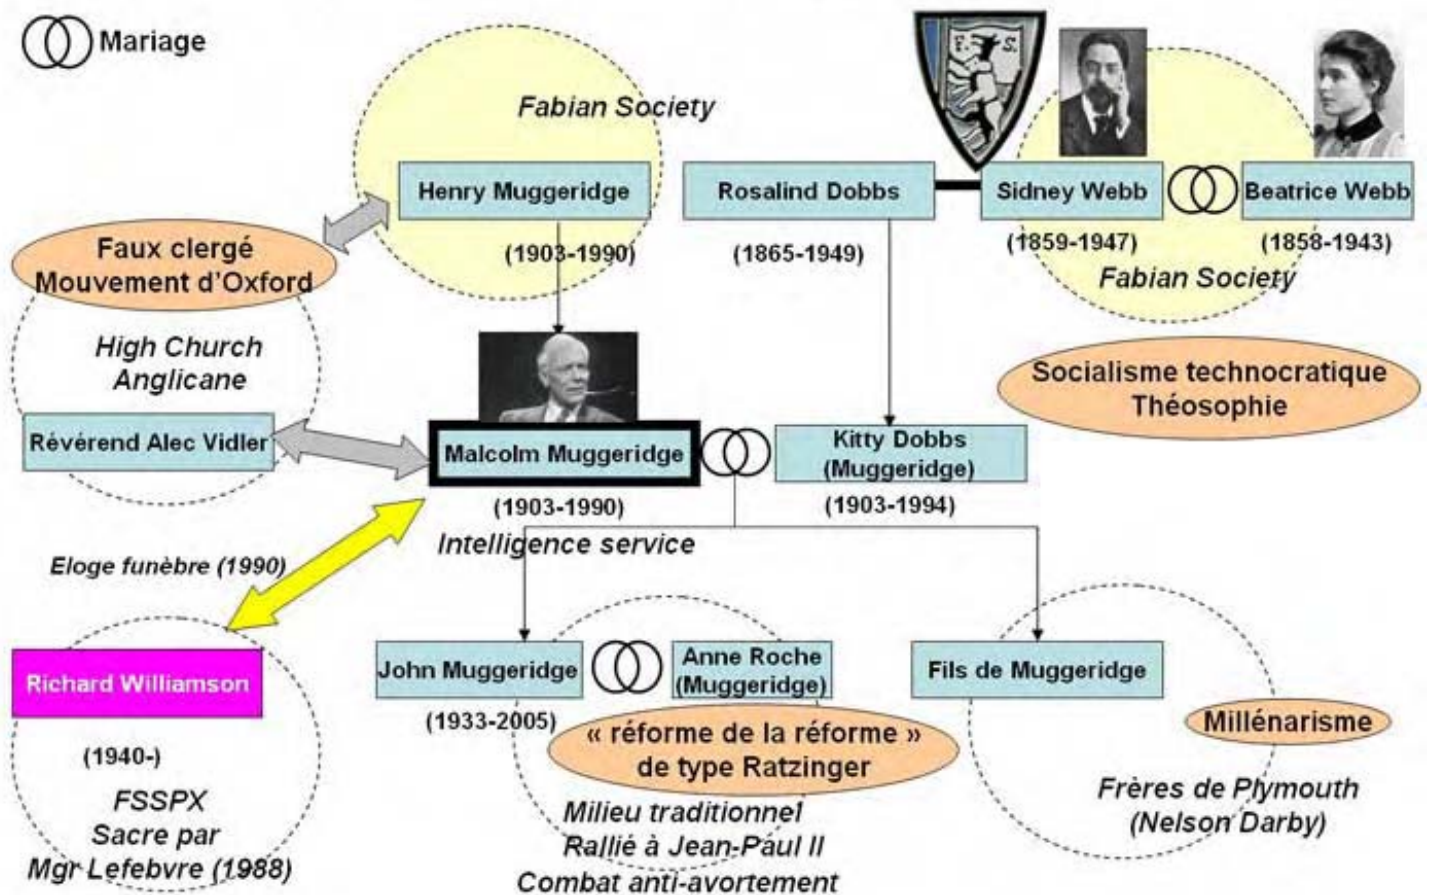 Mariage
Fabian Society
F. S.
Henry Muggeridge
Rosalind Dobbs
Sidney Webb
Beatrice Webb
(1903-1990)
(1865-1949)
(1859-1947)
(1858-1943)
Fabian Society
Faux clergé
Mouvement d'Oxford
High Church
Anglicane
Socialisme technocratique
Théosophie
Révérend Alec Vidler
Malcolm Muggeridge
Kitty Dobbs
(Muggeridge)
(1903-1990)
(1903-1994)
Intelligence service
Eloge funèbre (1990)
Richard Williamson
(1940-)
FSSPX
Sacre par
Mgr Lefebvre (1988)
John Muggeridge
(1933-2005)
Anne Roche
(Muggeridge)
« réforme de la réforme »
de type Ratzinger
Milieu traditionnel
Rallié à Jean-Paul II
Combat anti-avortement
Fils de Muggeridge
Millénarisme
Frères de Plymouth
(Nelson Darby)